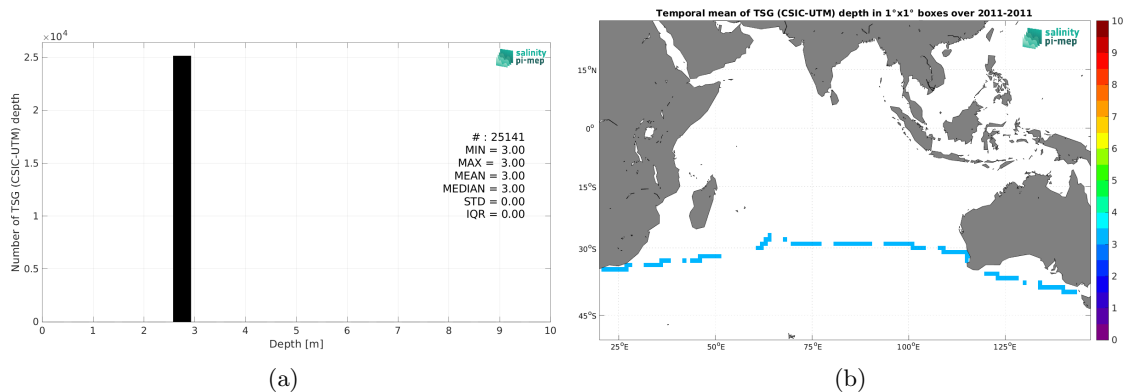 ×10⁴
2.5
2
1.5
1
0.5
0
Number of TSG (CSIC-UTM) depth
salinity
pi-mep
# : 25141
MIN = 3.00
MAX = 3.00
MEAN = 3.00
MEDIAN = 3.00
STD = 0.00
IQR = 0.00
0 1 2 3 4 5 6 7 8 9 10
Depth [m]
(a)
Temporal mean of TSG (CSIC-UTM) depth in 1°x1° boxes over 2011-2011
salinity
pi-mep
15°N
0°
15°S
30°S
45°S
25°E 50°E 75°E 100°E 125°E
10
9
8
7
6
5
4
3
2
1
0
(b)